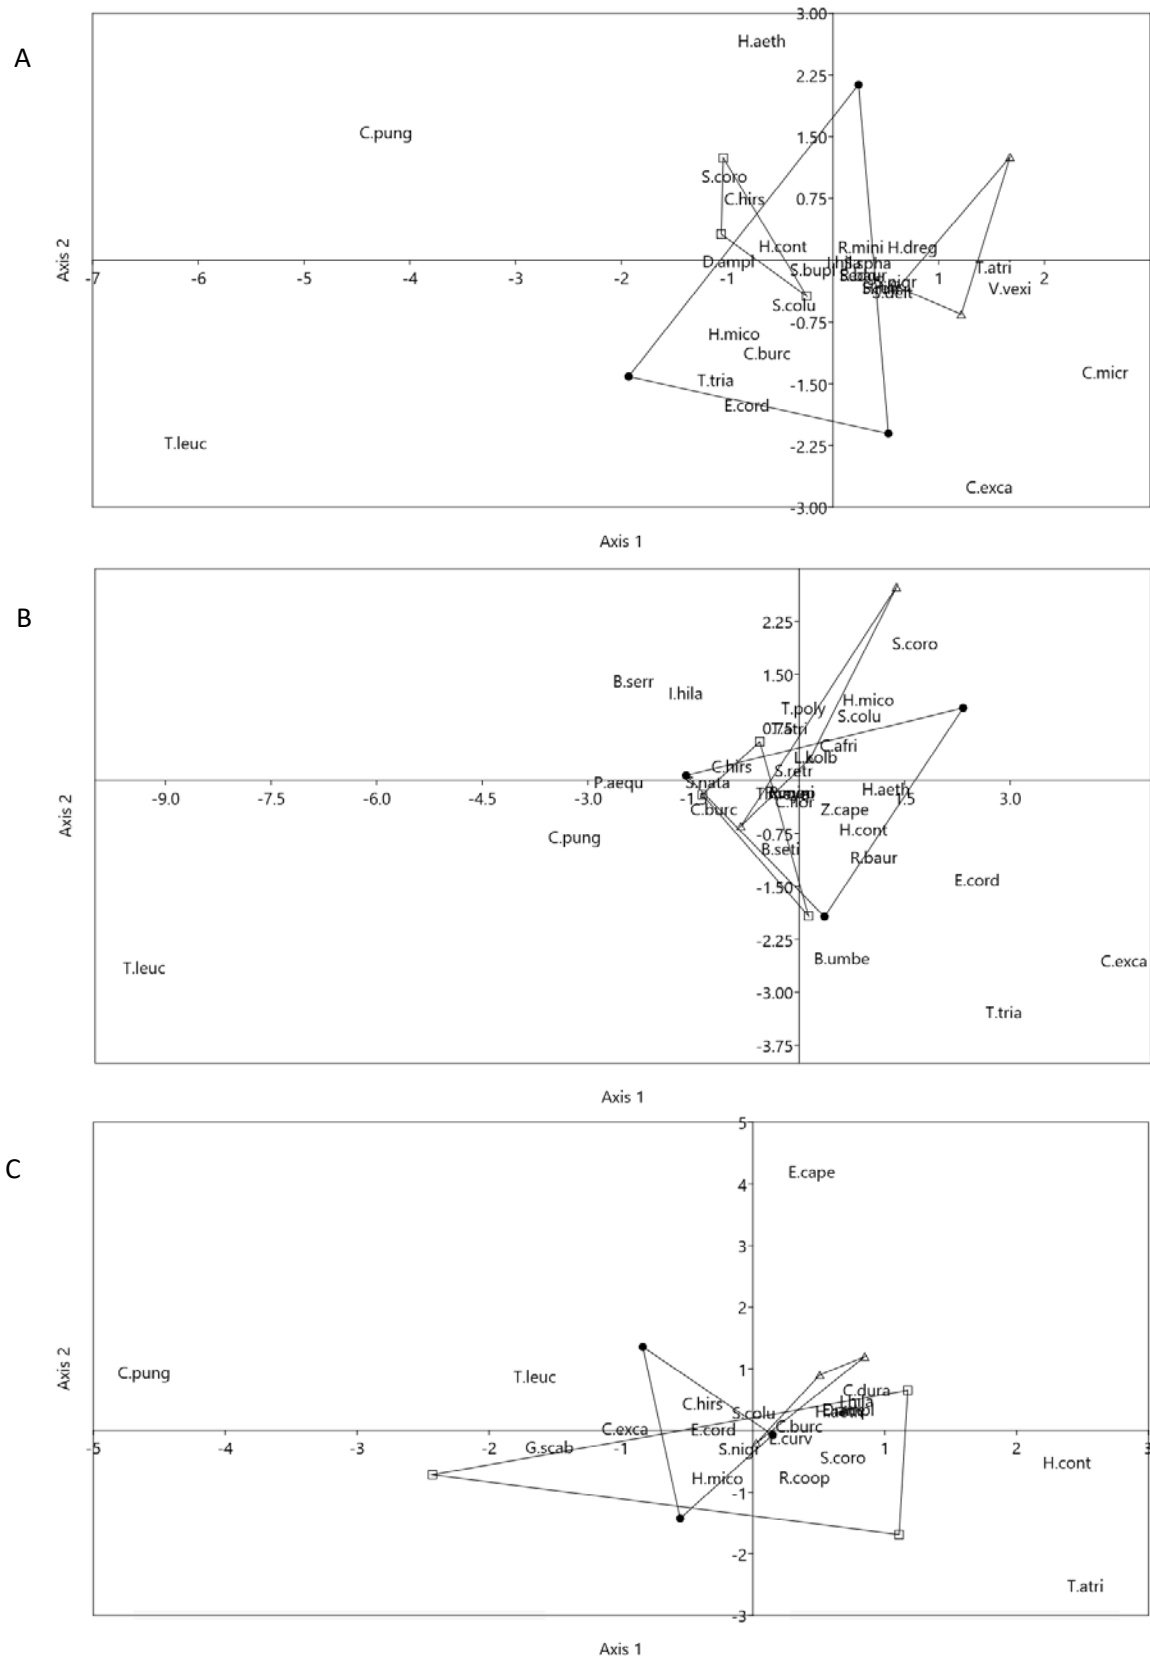 A
3.00
H.aeth
2.25
C.pung
1.50
S.coro
C.hirs
0.75
H.cont
R.mini H.dreg
D.ampl
S.bupl
T.atri
-7 -6 -5 -4 -3 -2 -1 1 2
V.vexi
S.colu
S.delt
-0.75
H.mico
C.burc
C.micr
T.tria
-1.50
E.cord
T.leuc
-2.25
C.exca
-3.00
Axis 2
Axis 1
B
2.25
S.coro
B.serr
1.50
I.hila
H.mico
T.poly
S.colu
0.75
T.atri
C.afri
L.kolb
C.hirs
S.retr
P.aequ
S.nata
H.aeth
-9.0 -7.5 -6.0 -4.5 -3.0 1.5 3.0
C.burc
Z.cape
C.pung
-0.75
H.cont
B.seti
R.baur
-1.50
E.cord
-2.25
T.leuc
B.umbe
C.exca
-3.00
T.tria
-3.75
Axis 2
Axis 1
C
5
E.cape
4
3
2
C.pung
T.leuc
1
C.dura
C.hirs
S.colu
C.exca
E.cord
C.burc
E.curv
-5 -4 -3 -2 -1 1 2 3
G.scab
S.nigr
S.coro
H.cont
H.mico
R.coop
-1
-2
T.atri
-3
Axis 2
Axis 1